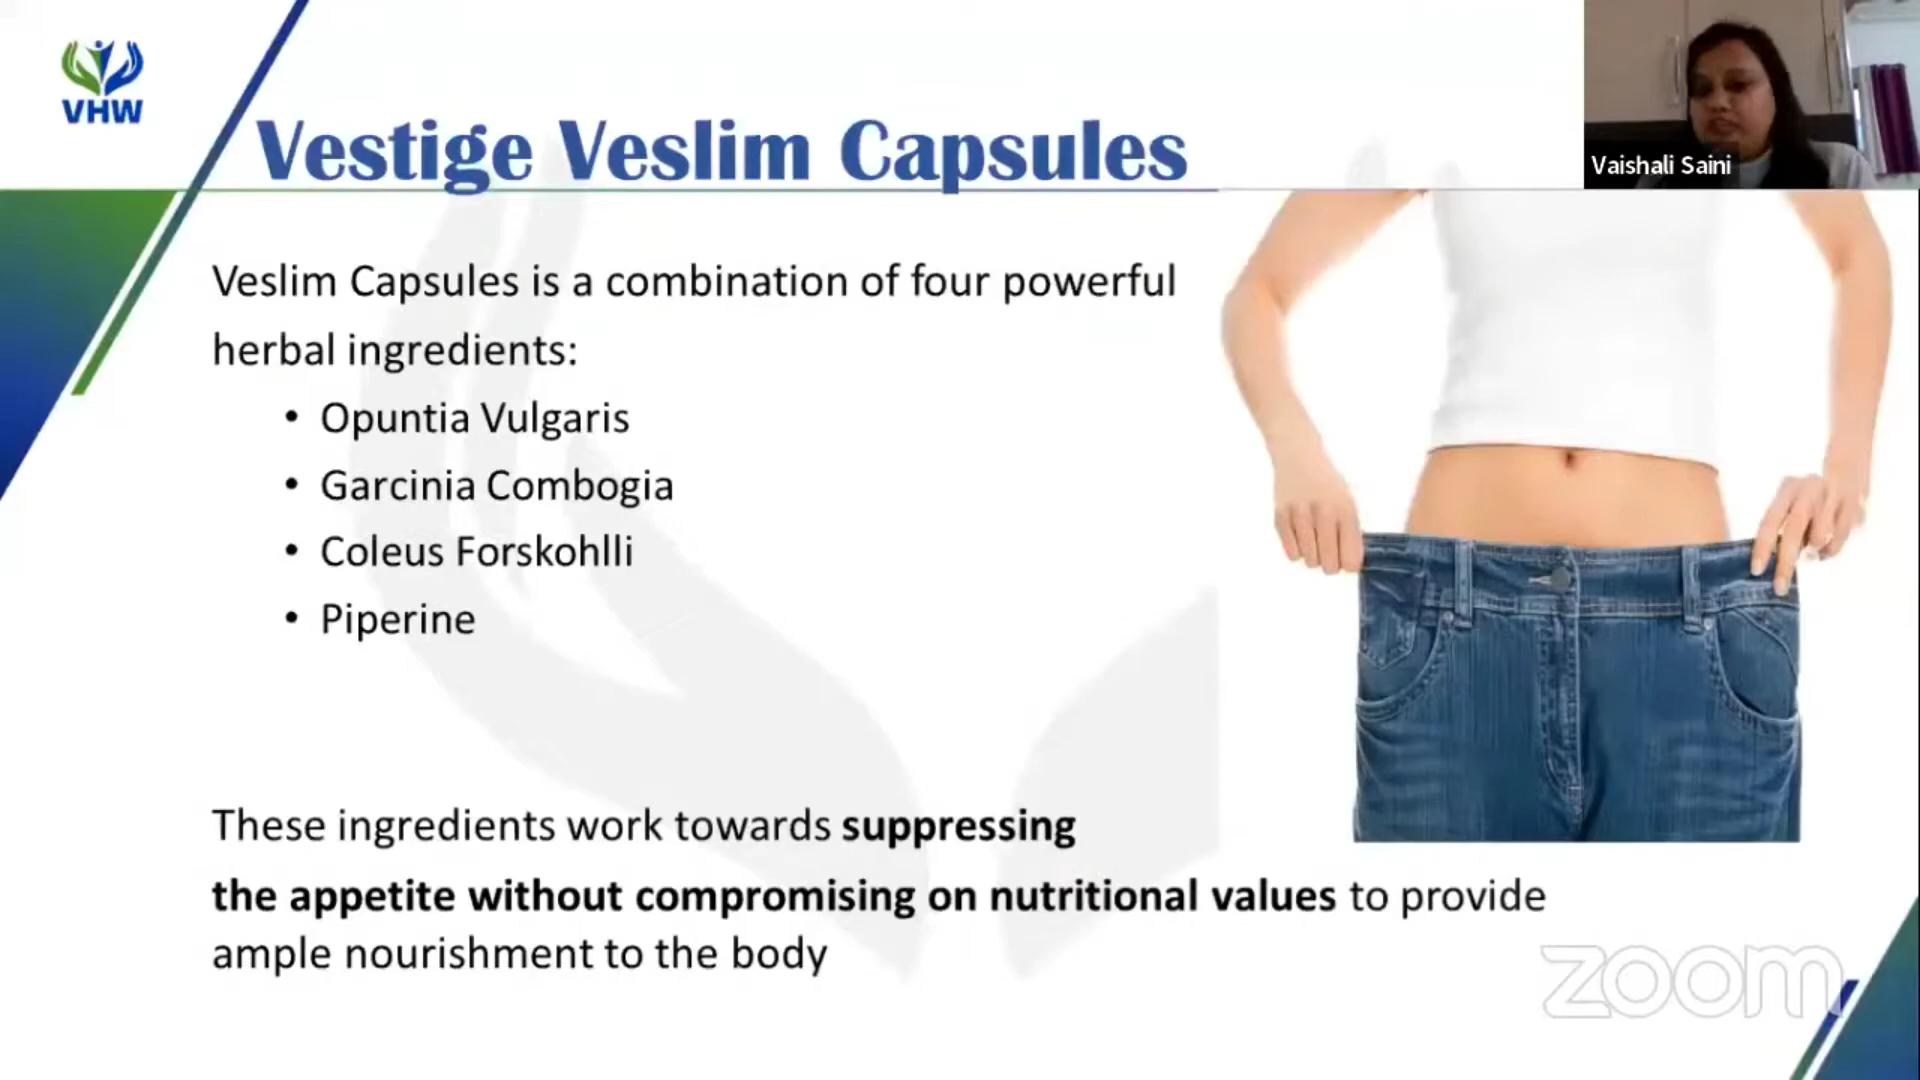 VHW
Vestige Veslim Capsules
Vaishali Saini
Veslim Capsules is a combination of four powerful
herbal ingredients:
• Opuntia Vulgaris
• Garcinia Combogia
• Coleus Forskohlli
• Piperine
These ingredients work towards suppressing
the appetite without compromising on nutritional values to provide
ample nourishment to the body
zoom